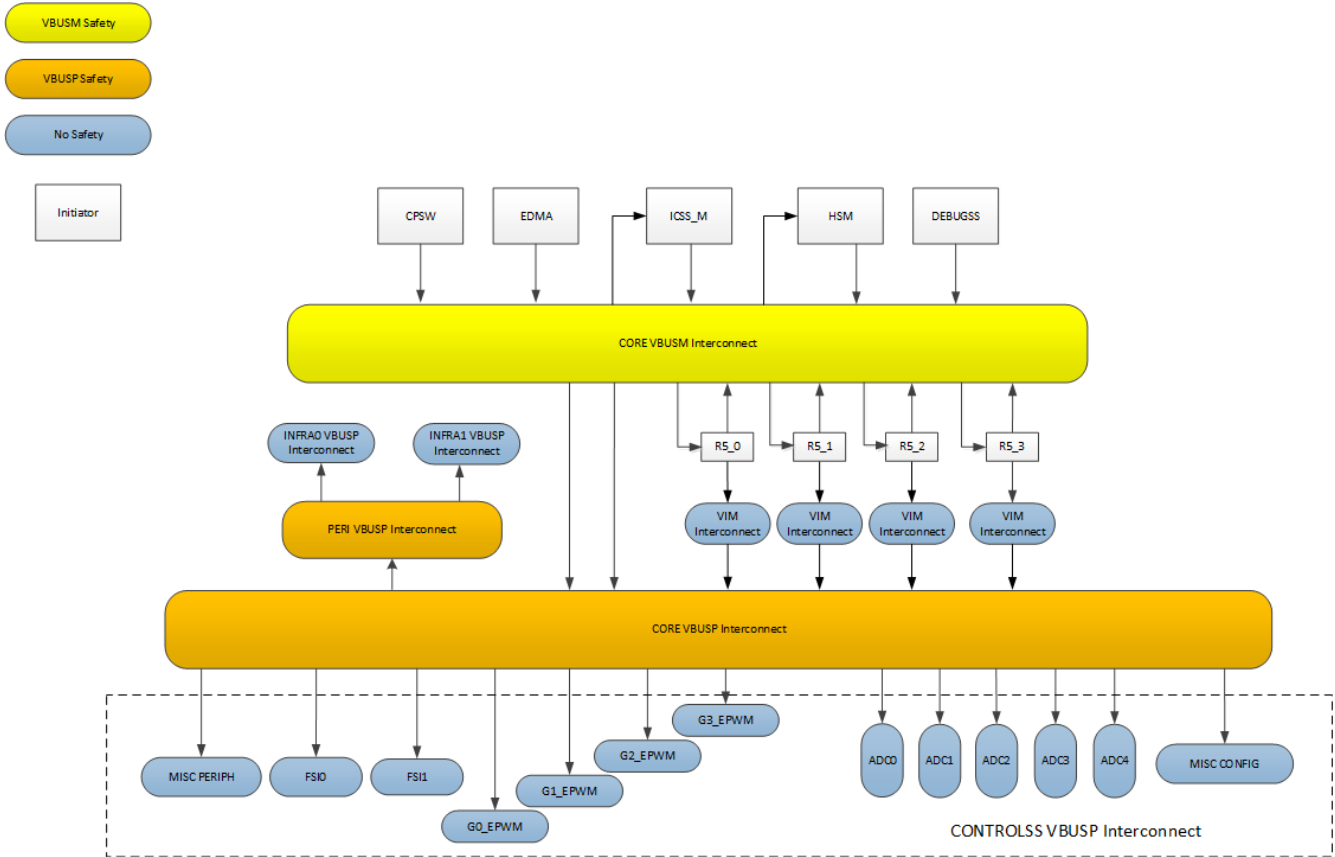 VBUSM Safety
VBUSP Safety
No Safety
Initiator
CPSW
EDMA
ICSS_M
HSM
DEBUGSS
CORE VBUSM Interconnect
INFRA0 VBUSP
Interconnect
INFRA1 VBUSP
Interconnect
R5_0
R5_1
R5_2
R5_3
VIM
Interconnect
VIM
Interconnect
VIM
Interconnect
VIM
Interconnect
PERI VBUSP Interconnect
CORE VBUSP Interconnect
MISC PERIPH
FSI0
FSI1
G0_EPWM
G1_EPWM
G2_EPWM
G3_EPWM
ADC0
ADC1
ADC2
ADC3
ADC4
MISC CONFIG
CONTROLSS VBUSP Interconnect